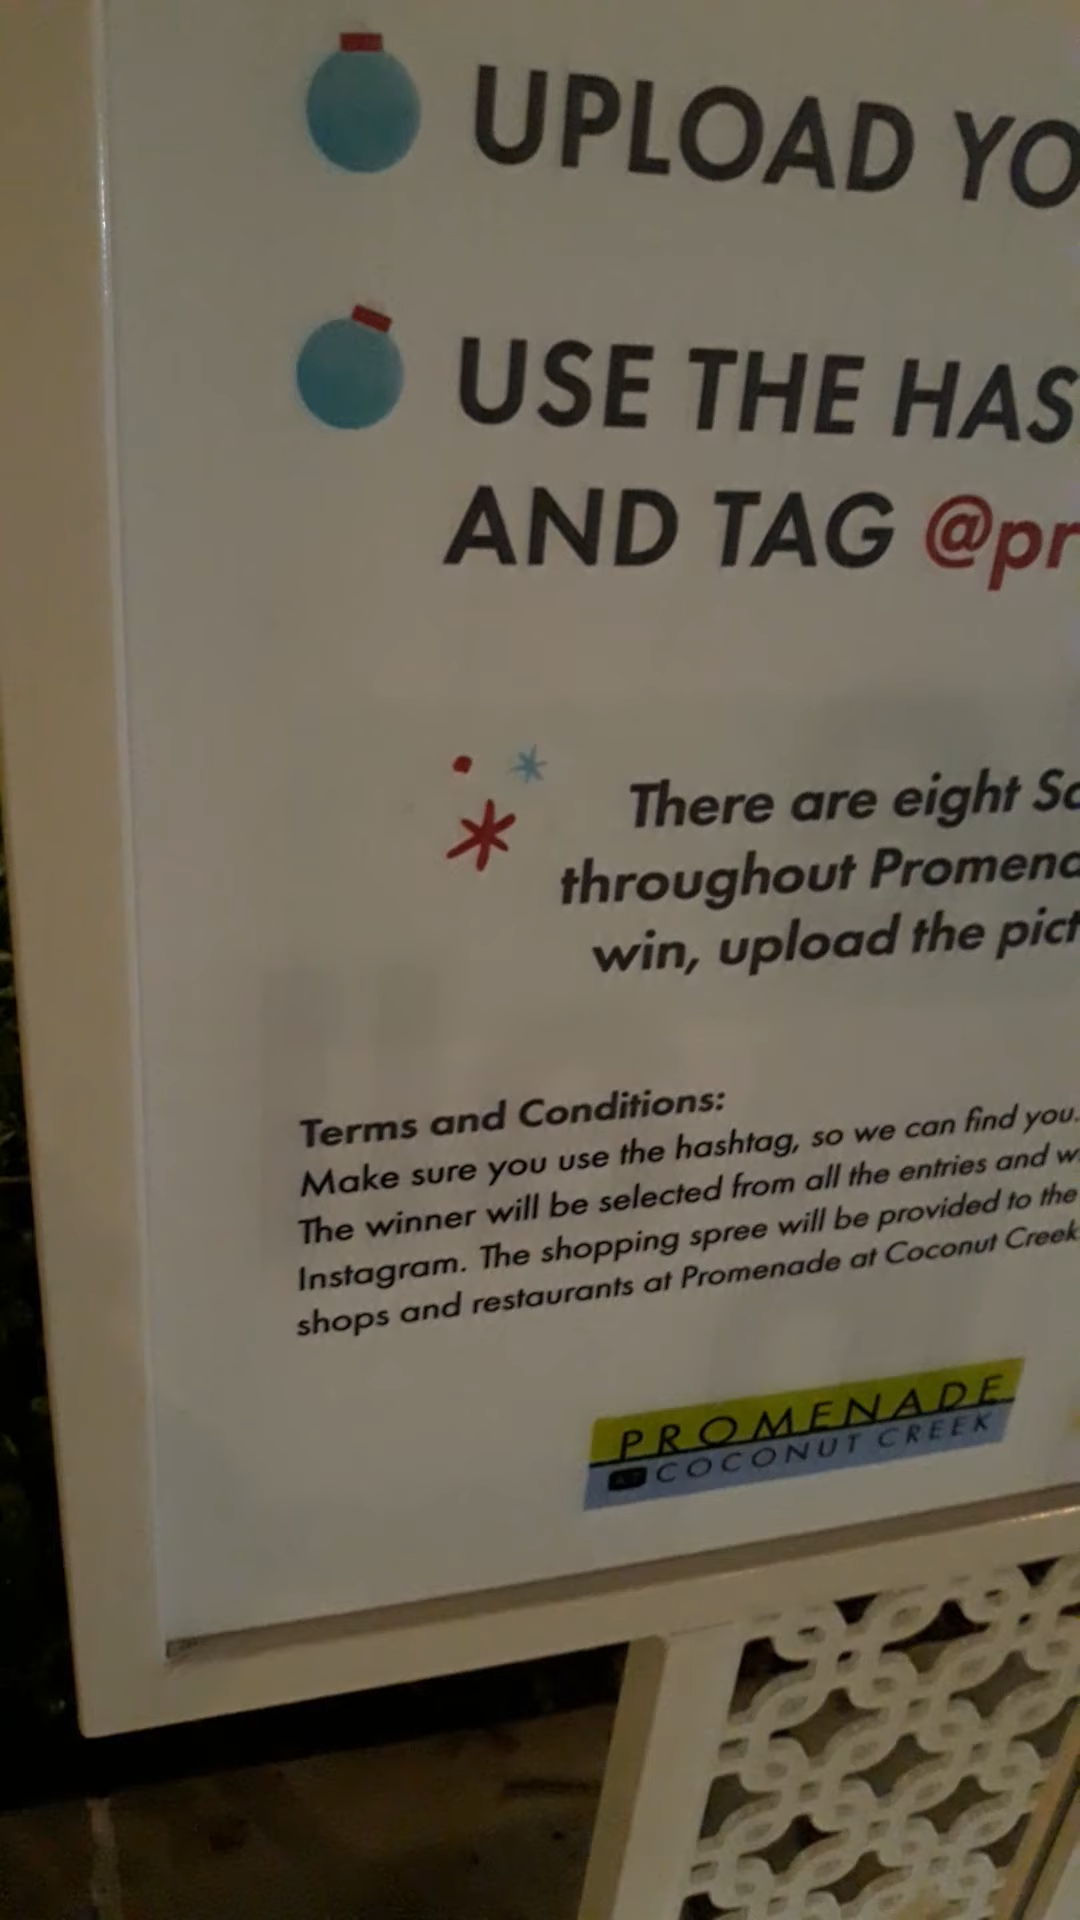 UPLOAD YO
USE THE HAS
AND TAG @pr
There are eight Sc
throughout Promena
win, upload the pict
Terms and Conditions:
Make sure you use the hashtag, so we can find you.
The winner will be selected from all the entries and w
Instagram. The shopping spree will be provided to the
shops and restaurants at Promenade at Coconut Creek
PROMENADE
AT COCONUT CREEK